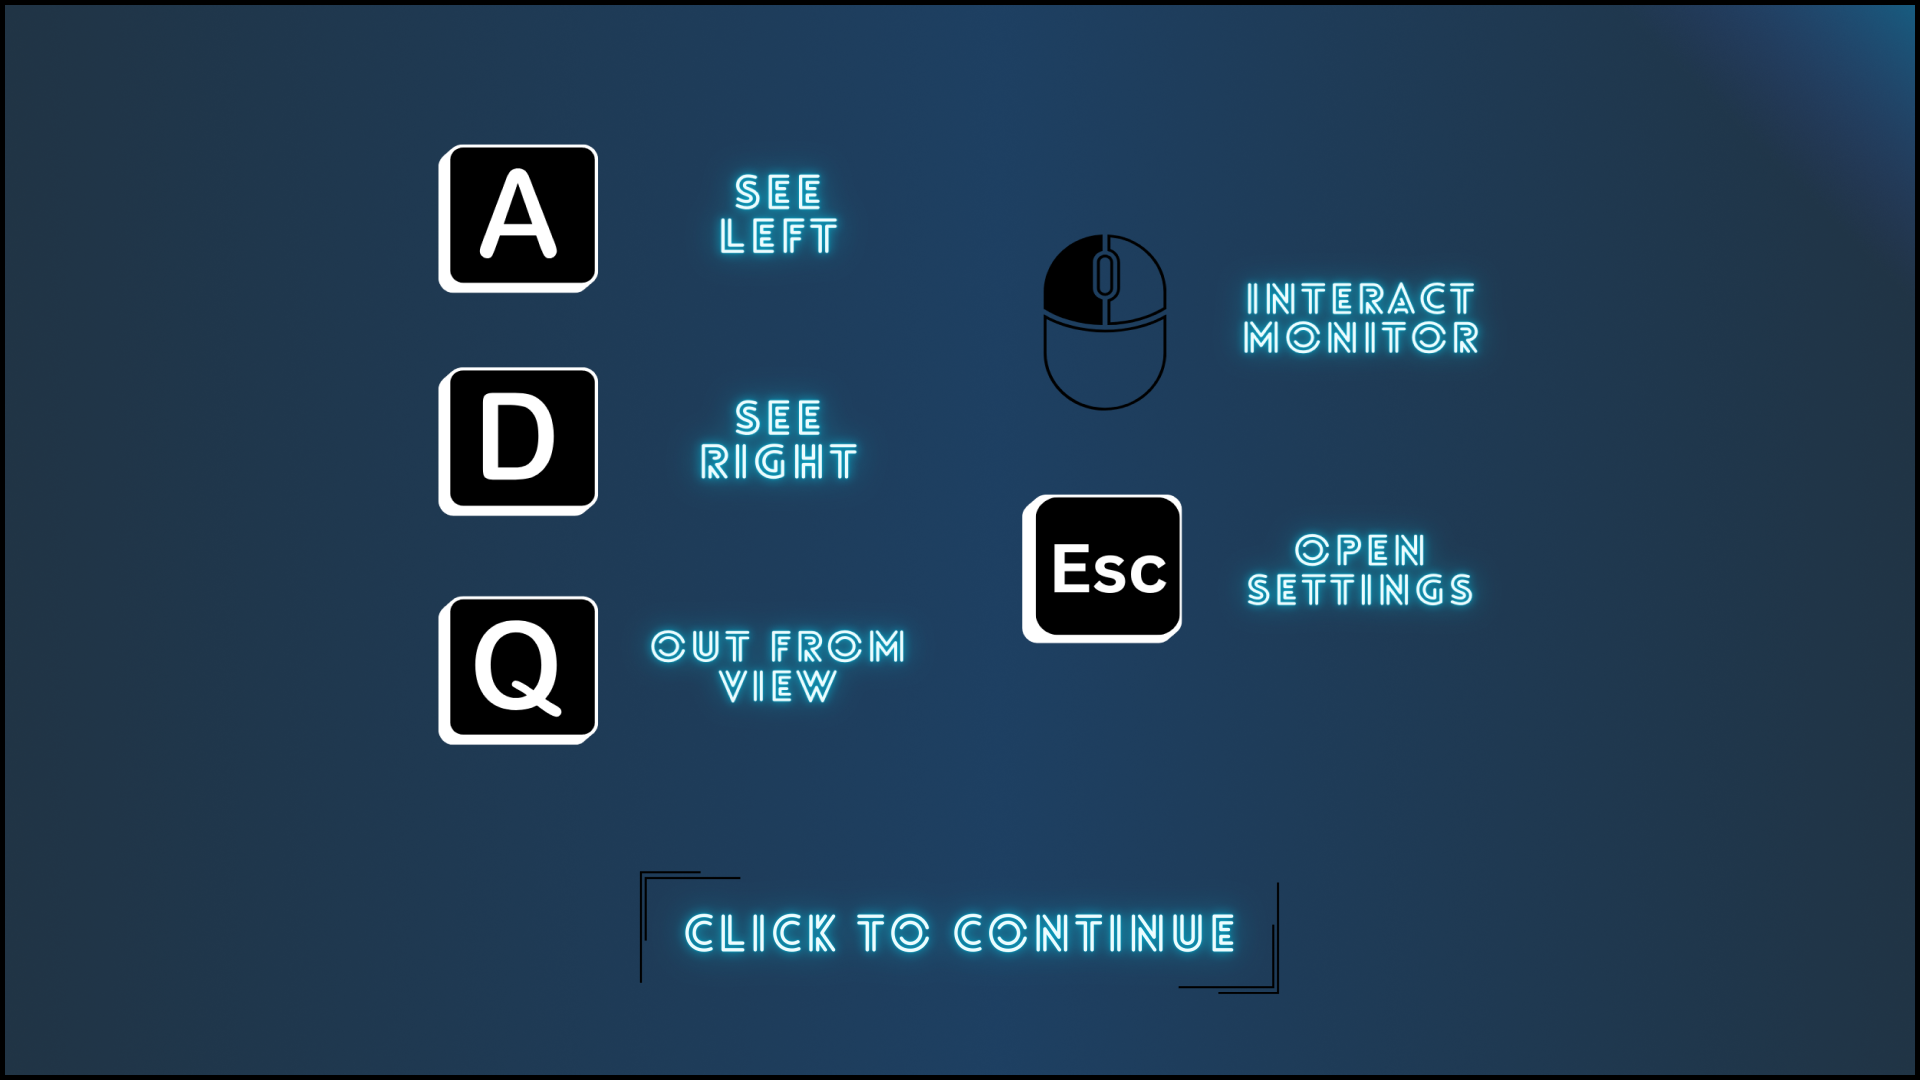 A
SEE
LEFT
D
SEE
RIGHT
Q
OUT FROM
VIEW
INTERACT
MONITOR
Esc
OPEN
SETTINGS
CLICK TO CONTINUE